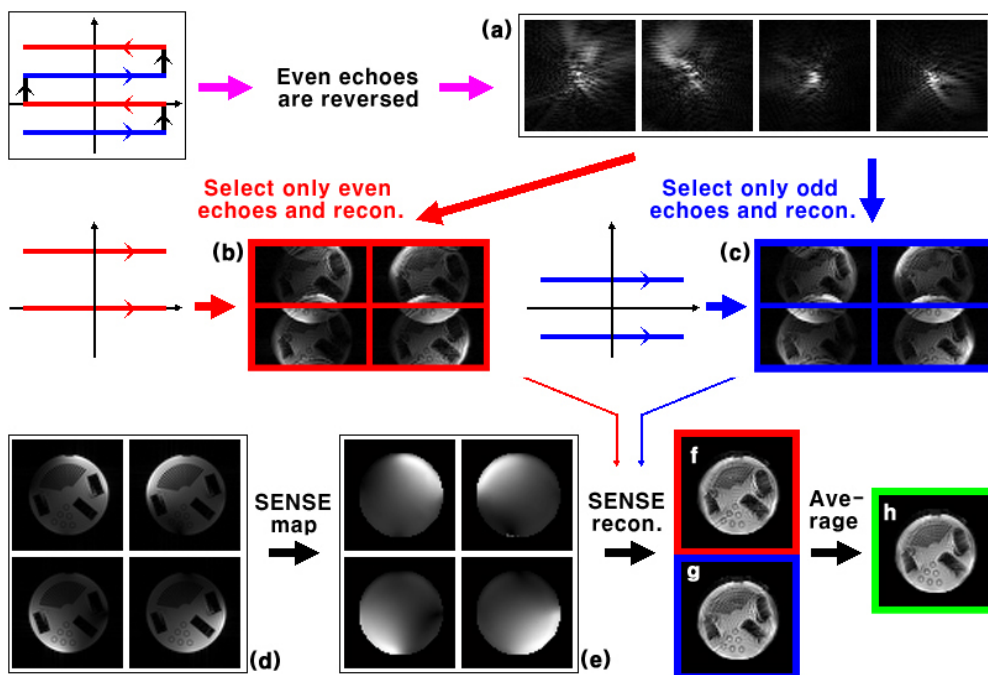 (a)
Even echoes
are reversed
Select only even
echoes and recon.
Select only odd
echoes and recon.
(b)
(c)
SENSE
map
SENSE
recon.
f
Ave-
rage
h
g
(d)
(e)